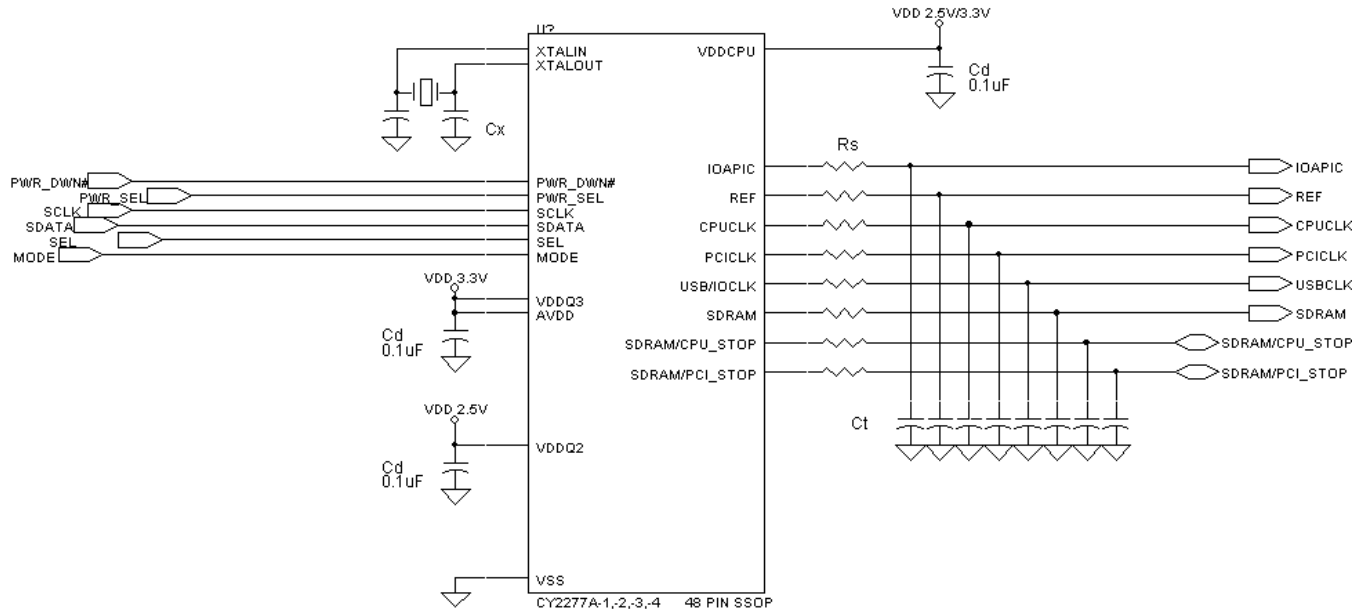 VDD 2.5V/3.3V
U?
XTALIN
XTALOUT
VDDCPU
Cd
0.1uF
Cx
Rs
IOAPIC
IOAPIC
REF
REF
CPUCLK
CPUCLK
PCICLK
PCICLK
USB/IOCLK
USBCLK
SDRAM
SDRAM
SDRAM/CPU_STOP
SDRAM/CPU_STOP
SDRAM/PCI_STOP
SDRAM/PCI_STOP
PWR_DWN#
PWR_DWN#
PWR_SEL
PWR_SEL
SCLK
SCLK
SDATA
SDATA
SEL
SEL
MODE
MODE
VDD 3.3V
VDDQ3
AVDD
Cd
0.1uF
Ct
VDD 2.5V
VDDQ2
Cd
0.1uF
VSS
CY2277A-1,-2,-3,-4 48 PIN SSOP